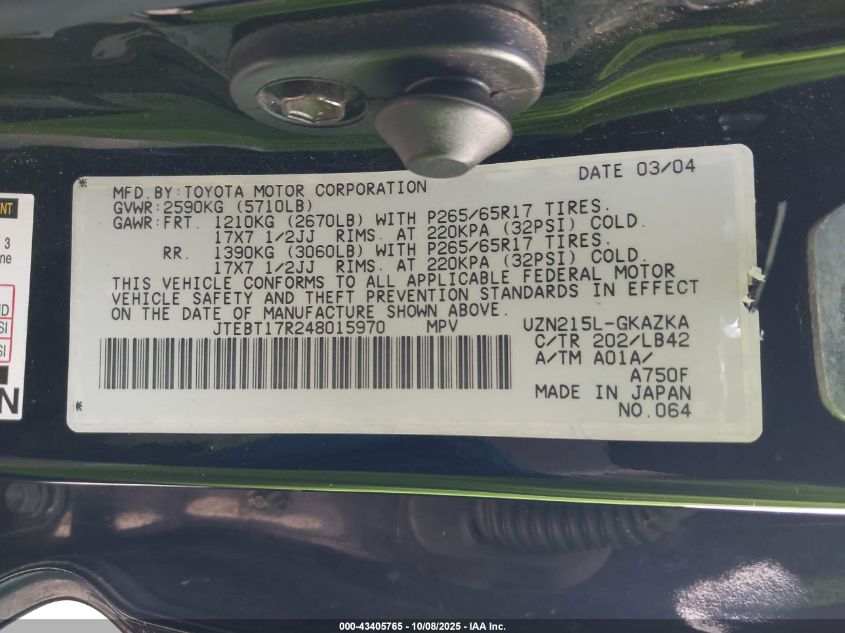 DATE 03/04
MFD. BY: TOYOTA MOTOR CORPORATION
GVWR: 2590KG (5710LB)
GAWR: FRT. 1210KG (2670LB) WITH P265/65R17 TIRES.
17X7 1/2JJ RIMS. AT 220KPA (32PSI) COLD.
RR. 1390KG (3060LB) WITH P265/65R17 TIRES.
17X7 1/2JJ RIMS. AT 220KPA (32PSI) COLD.
THIS VEHICLE CONFORMS TO ALL APPLICABLE FEDERAL MOTOR
VEHICLE SAFETY AND THEFT PREVENTION STANDARDS IN EFFECT
ON THE DATE OF MANUFACTURE SHOWN ABOVE.
JTEBT17R248015970 MPV UZN215L-GKAZKA
C/TR 202/LB42
A/TM A01A/
A750F
MADE IN JAPAN
NO. 064
3
N
000-43405765 - 10/08/2025 - IAA Inc.